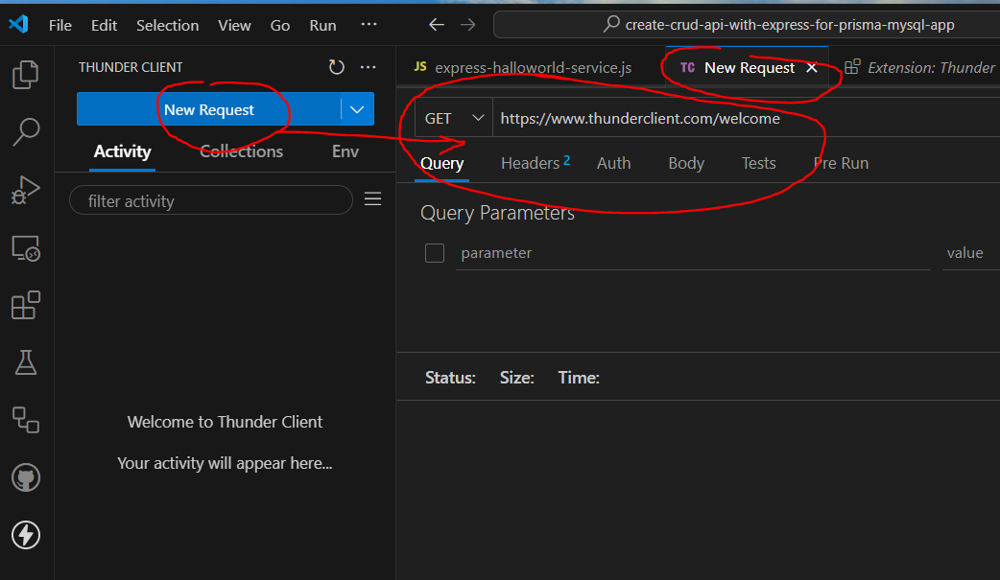 File Edit Selection View Go Run ··· create-crud-api-with-express-for-prisma-mysql-app
THUNDER CLIENT ···
JS express-halloworld-service.js TC New Request Extension: Thunder
New Request
GET https://www.thunderclient.com/welcome
Activity Collections Env
Query Headers 2 Auth Body Tests Pre Run
filter activity
Query Parameters
parameter value
Status: Size: Time:
Welcome to Thunder Client
Your activity will appear here...